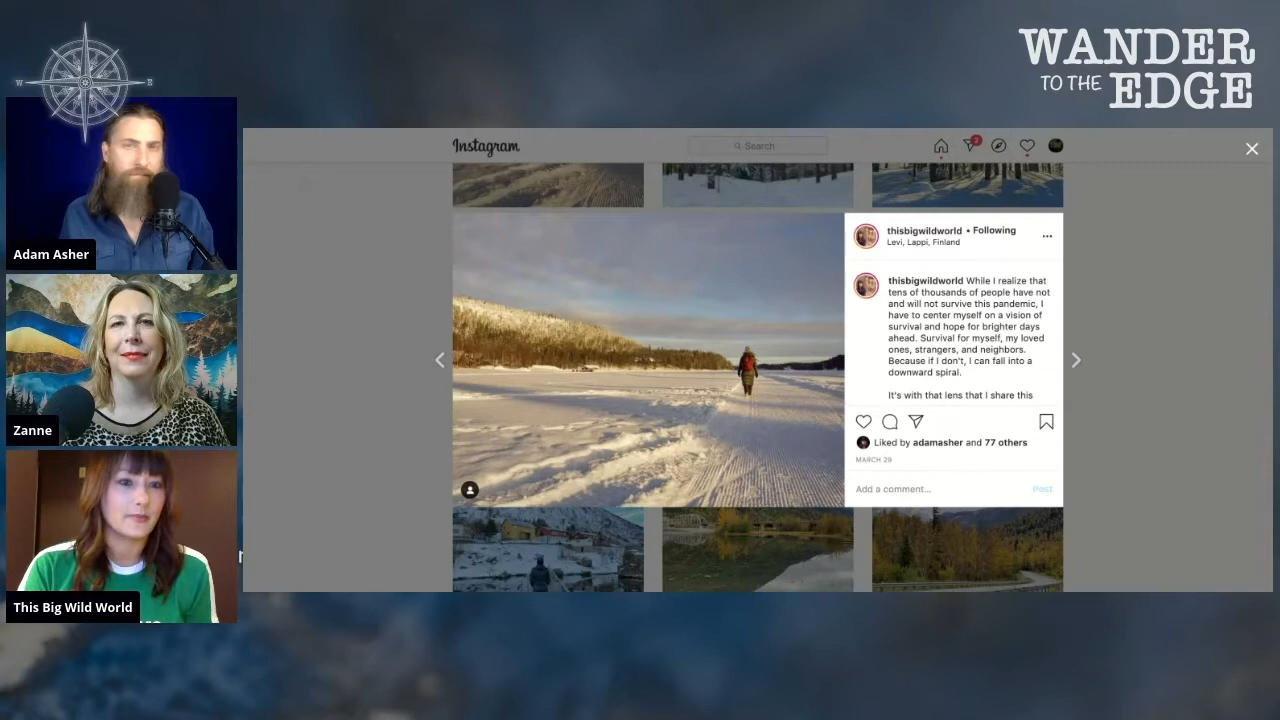 W
E
WANDER
TO THE EDGE
Adam Asher
Zanne
This Big Wild World
Instagram
Search
2
thisbigwildworld • Following
Levi, Lappi, Finland
thisbigwildworld While I realize that
tens of thousands of people have not
and will not survive this pandemic, I
have to center myself on a vision of
survival and hope for brighter days
ahead. Survival for myself, my loved
ones, strangers, and neighbors.
Because if I don't, I can fall into a
downward spiral.
It's with that lens that I share this
Liked by adamasher and 77 others
MARCH 29
Add a comment...
Post